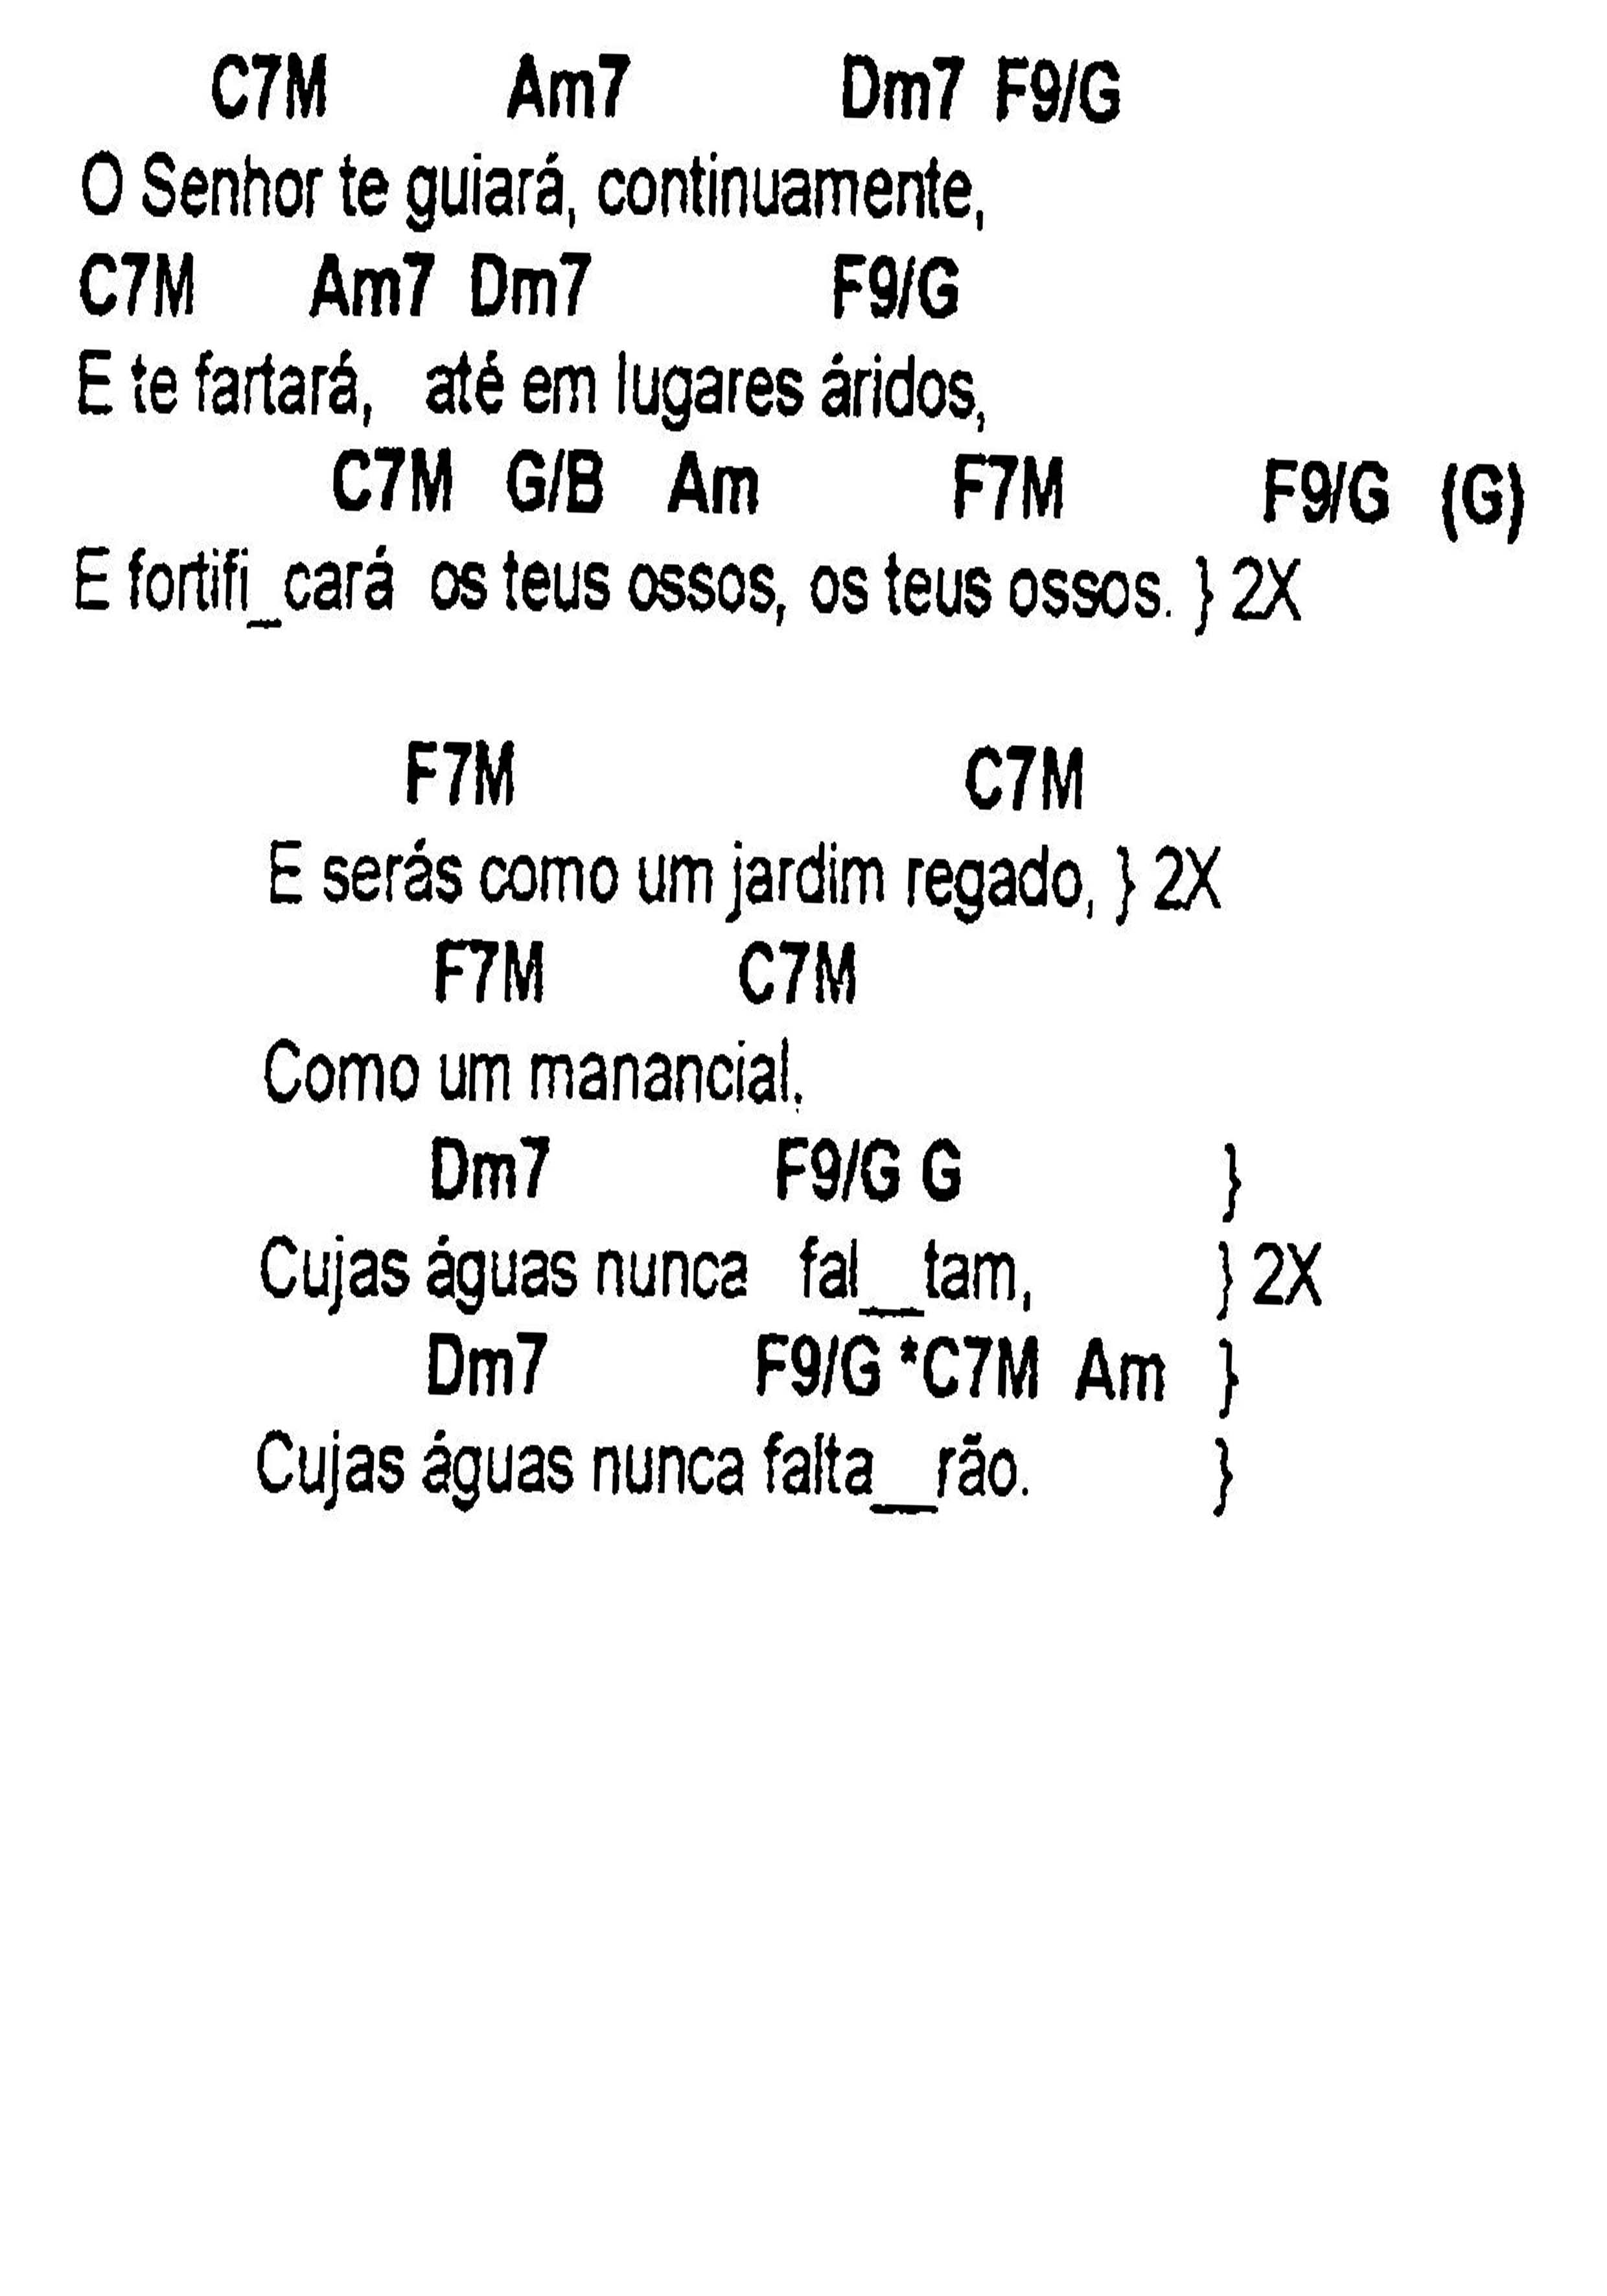 C7M Am7 Dm7 F9/G
O Senhor te guiará, continuamente,
C7M Am7 Dm7 F9/G
E te fartará, até em lugares áridos,
C7M G/B Am F7M F9/G (G)
E fortifi_cará os teus ossos, os teus ossos. } 2X
F7M C7M
E serás como um jardim regado, } 2X
F7M C7M
Como um manancial.
Dm7 F9/G G }
Cujas águas nunca fal__tam, } 2X
Dm7 F9/G *C7M Am }
Cujas águas nunca falta__rão. }